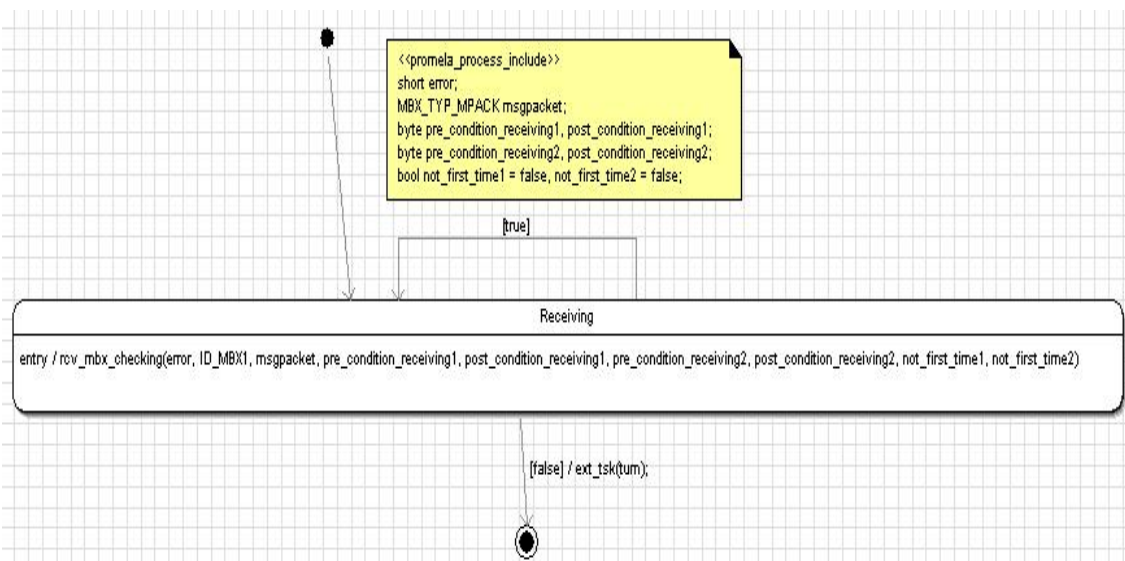 <<promela_process_include>>
short error;
MBX_TYP_MPACK msgpacket;
byte pre_condition_receiving1, post_condition_receiving1;
byte pre_condition_receiving2, post_condition_receiving2;
bool not_first_time1 = false, not_first_time2 = false;
[true]
Receiving
entry / rcv_mbx_checking(error, ID_MBX1, msgpacket, pre_condition_receiving1, post_condition_receiving1, pre_condition_receiving2, post_condition_receiving2, not_first_time1, not_first_time2)
[false] / ext_tsk(turn);